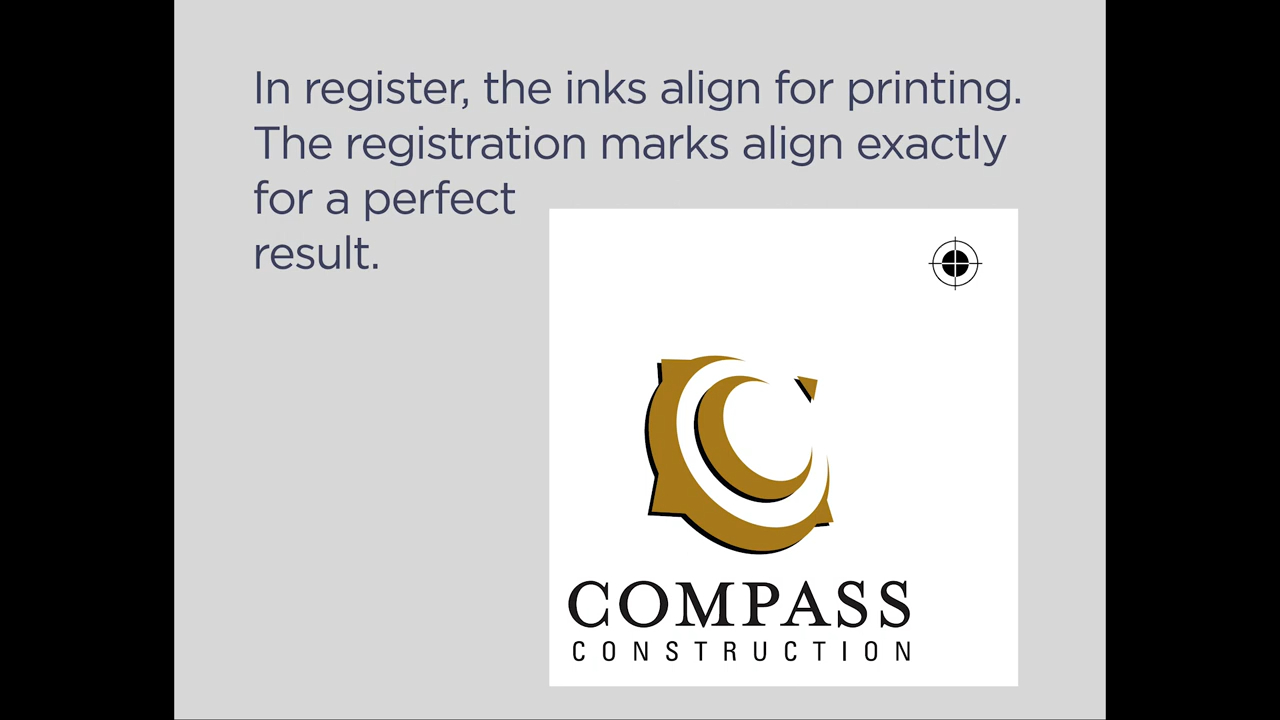 In register, the inks align for printing.
The registration marks align exactly
for a perfect
result.
COMPASS
CONSTRUCTION